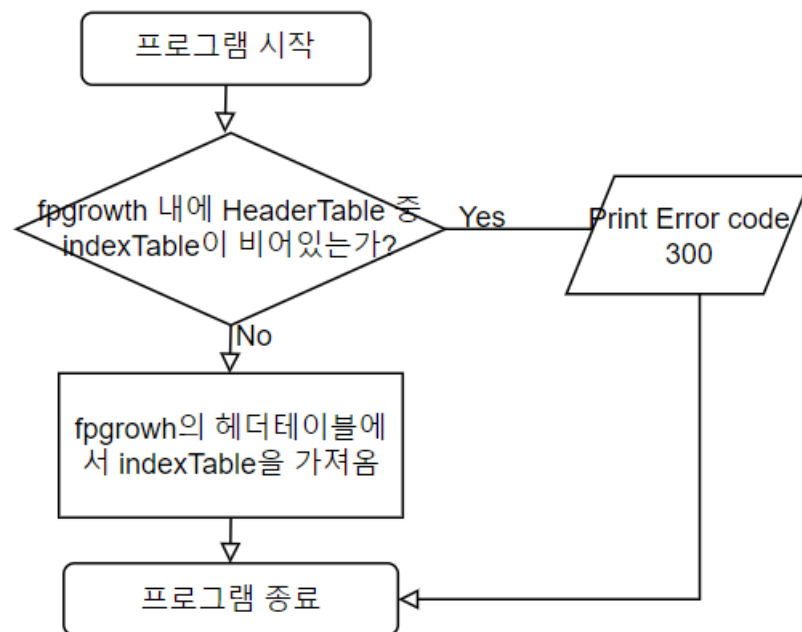 프로그램 시작
fpgrowth 내에 HeaderTable 중
indexTable이 비어있는가?
Yes
Print Error code
300
No
fpgrowh의 헤더테이블에
서 indexTable을 가져옴
프로그램 종료